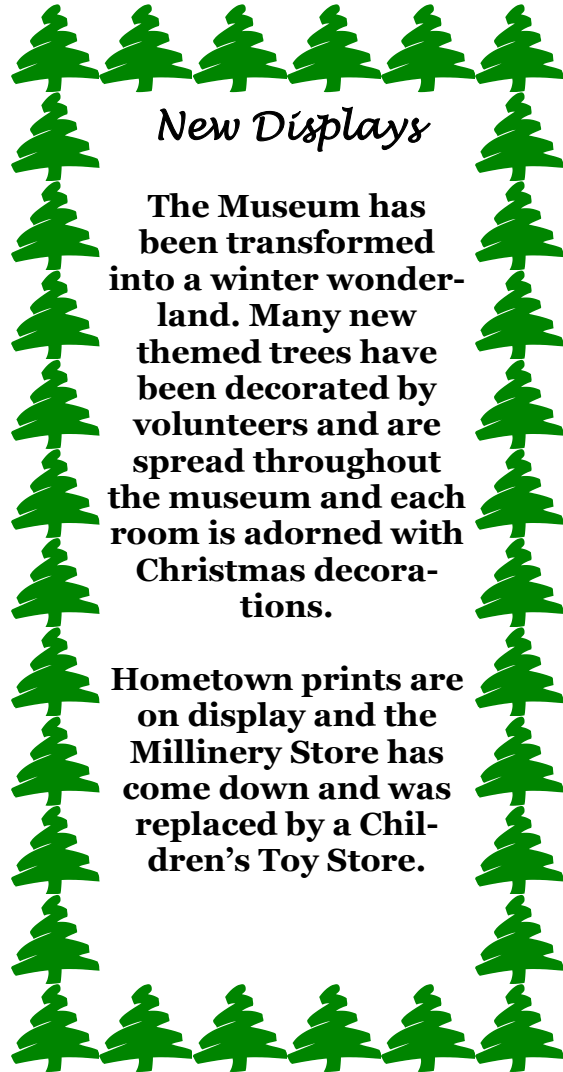 New Displays
The Museum has
been transformed
into a winter wonder-
land. Many new
themed trees have
been decorated by
volunteers and are
spread throughout
the museum and each
room is adorned with
Christmas decora-
tions.
Hometown prints are
on display and the
Millinery Store has
come down and was
replaced by a Chil-
dren’s Toy Store.